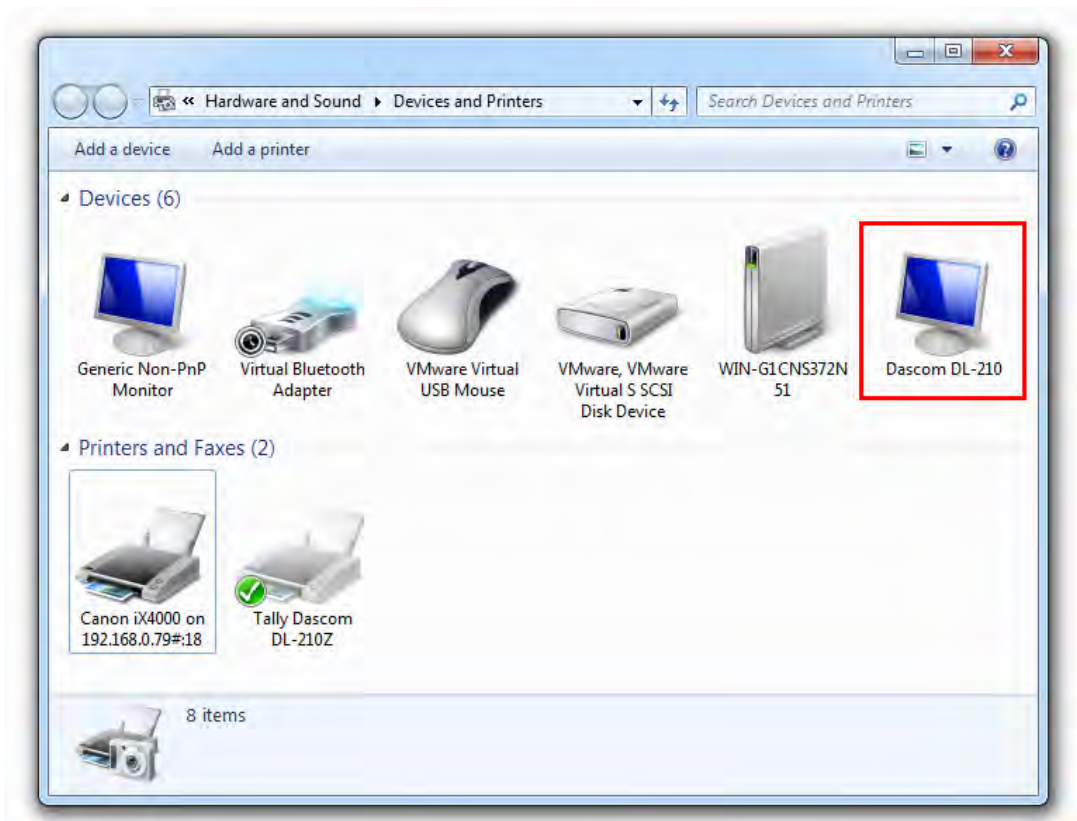 « Hardware and Sound ▸ Devices and Printers
Search Devices and Printers
Add a device Add a printer
Devices (6)
Generic Non-PnP
Monitor
Virtual Bluetooth
Adapter
VMware Virtual
USB Mouse
VMware, VMware
Virtual S SCSI
Disk Device
WIN-G1CNS372N
51
Dascom DL-210
Printers and Faxes (2)
Canon iX4000 on
192.168.0.79#:18
Tally Dascom
DL-210Z
8 items